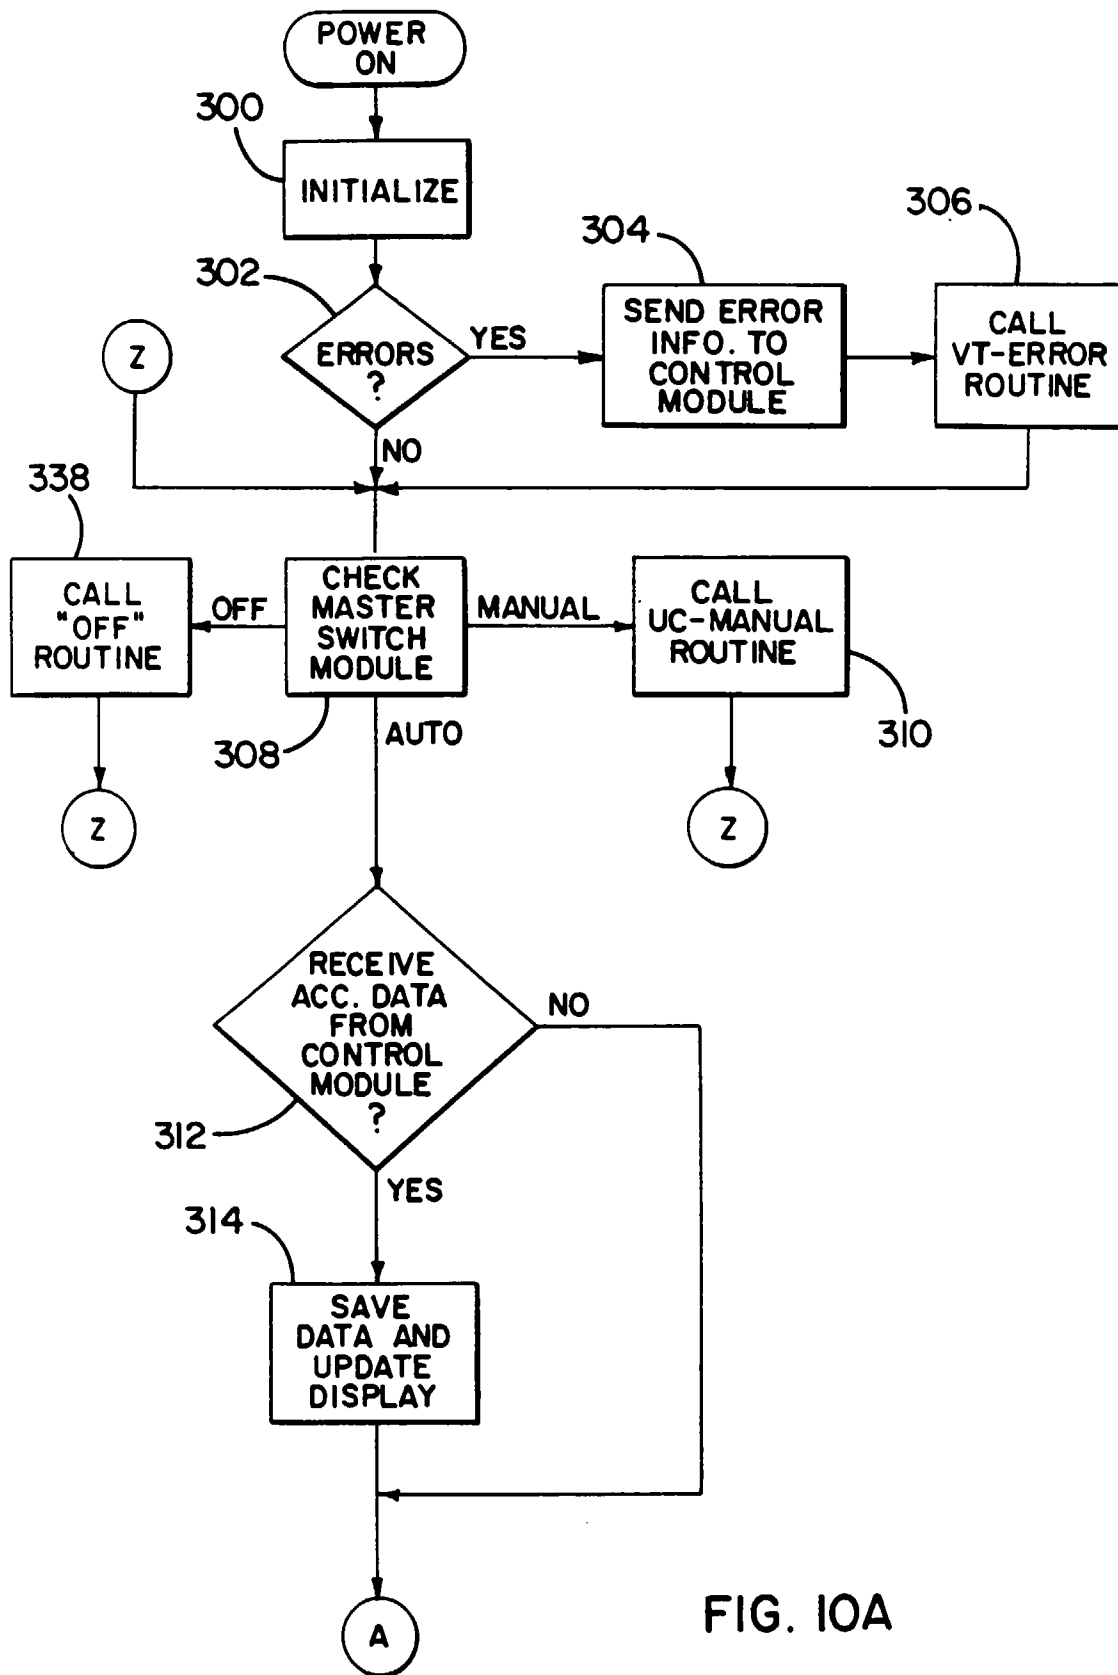 POWER
ON
300
INITIALIZE
302
304
306
ERRORS
?
YES
SEND ERROR
INFO. TO
CONTROL
MODULE
CALL
VT-ERROR
ROUTINE
Z
NO
338
CALL
"OFF"
ROUTINE
OFF
CHECK
MASTER
SWITCH
MODULE
MANUAL
CALL
UC-MANUAL
ROUTINE
308
AUTO
310
Z
Z
RECEIVE
ACC. DATA
FROM
CONTROL
MODULE
?
NO
312
YES
314
SAVE
DATA AND
UPDATE
DISPLAY
A
FIG. 10A